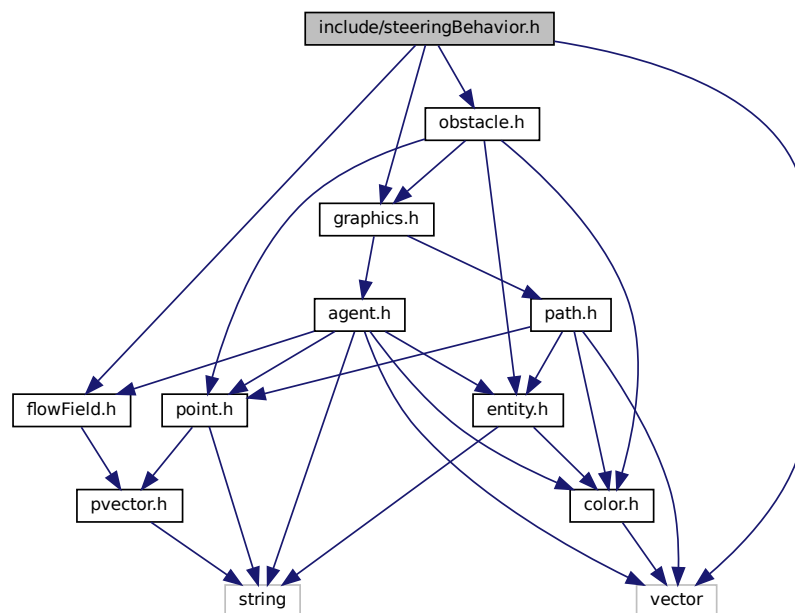 include/steeringBehavior.h
obstacle.h
graphics.h
agent.h
path.h
flowField.h
point.h
entity.h
pvector.h
color.h
string
vector